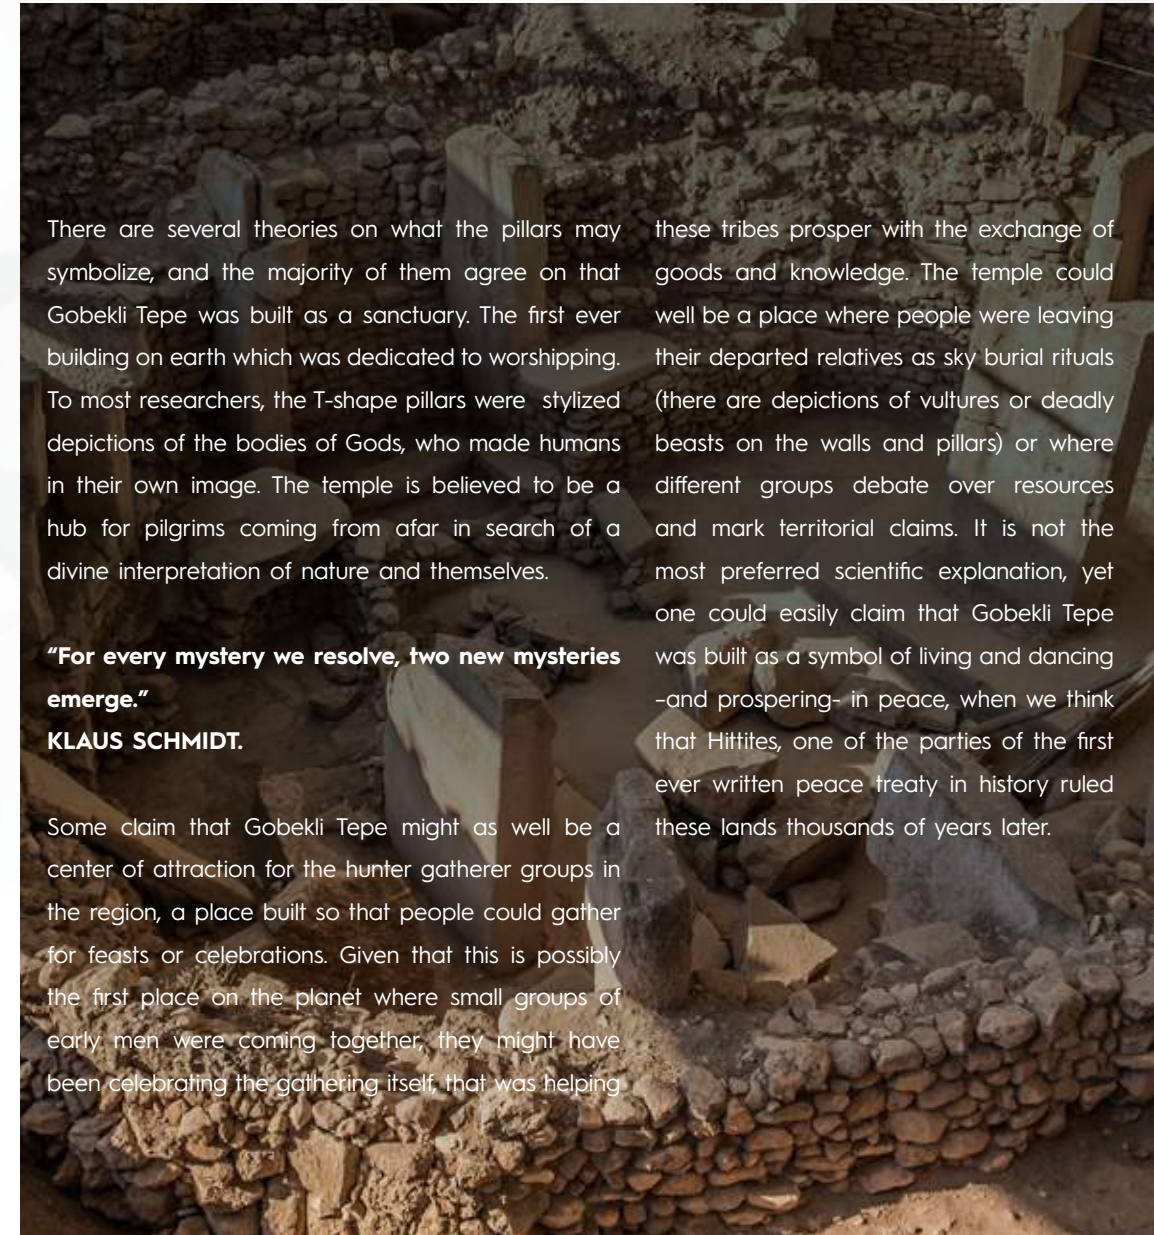 There are several theories on what the pillars may
symbolize, and the majority of them agree on that
Gobekli Tepe was built as a sanctuary. The first ever
building on earth which was dedicated to worshipping.
To most researchers, the T-shape pillars were stylized
depictions of the bodies of Gods, who made humans
in their own image. The temple is believed to be a
hub for pilgrims coming from afar in search of a
divine interpretation of nature and themselves.
“For every mystery we resolve, two new mysteries
emerge.”
KLAUS SCHMIDT.
Some claim that Gobekli Tepe might as well be a
center of attraction for the hunter gatherer groups in
the region, a place built so that people could gather
for feasts or celebrations. Given that this is possibly
the first place on the planet where small groups of
early men were coming together, they might have
been celebrating the gathering itself, that was helping
these tribes prosper with the exchange of
goods and knowledge. The temple could
well be a place where people were leaving
their departed relatives as sky burial rituals
(there are depictions of vultures or deadly
beasts on the walls and pillars) or where
different groups debate over resources
and mark territorial claims. It is not the
most preferred scientific explanation, yet
one could easily claim that Gobekli Tepe
was built as a symbol of living and dancing
–and prospering- in peace, when we think
that Hittites, one of the parties of the first
ever written peace treaty in history ruled
these lands thousands of years later.